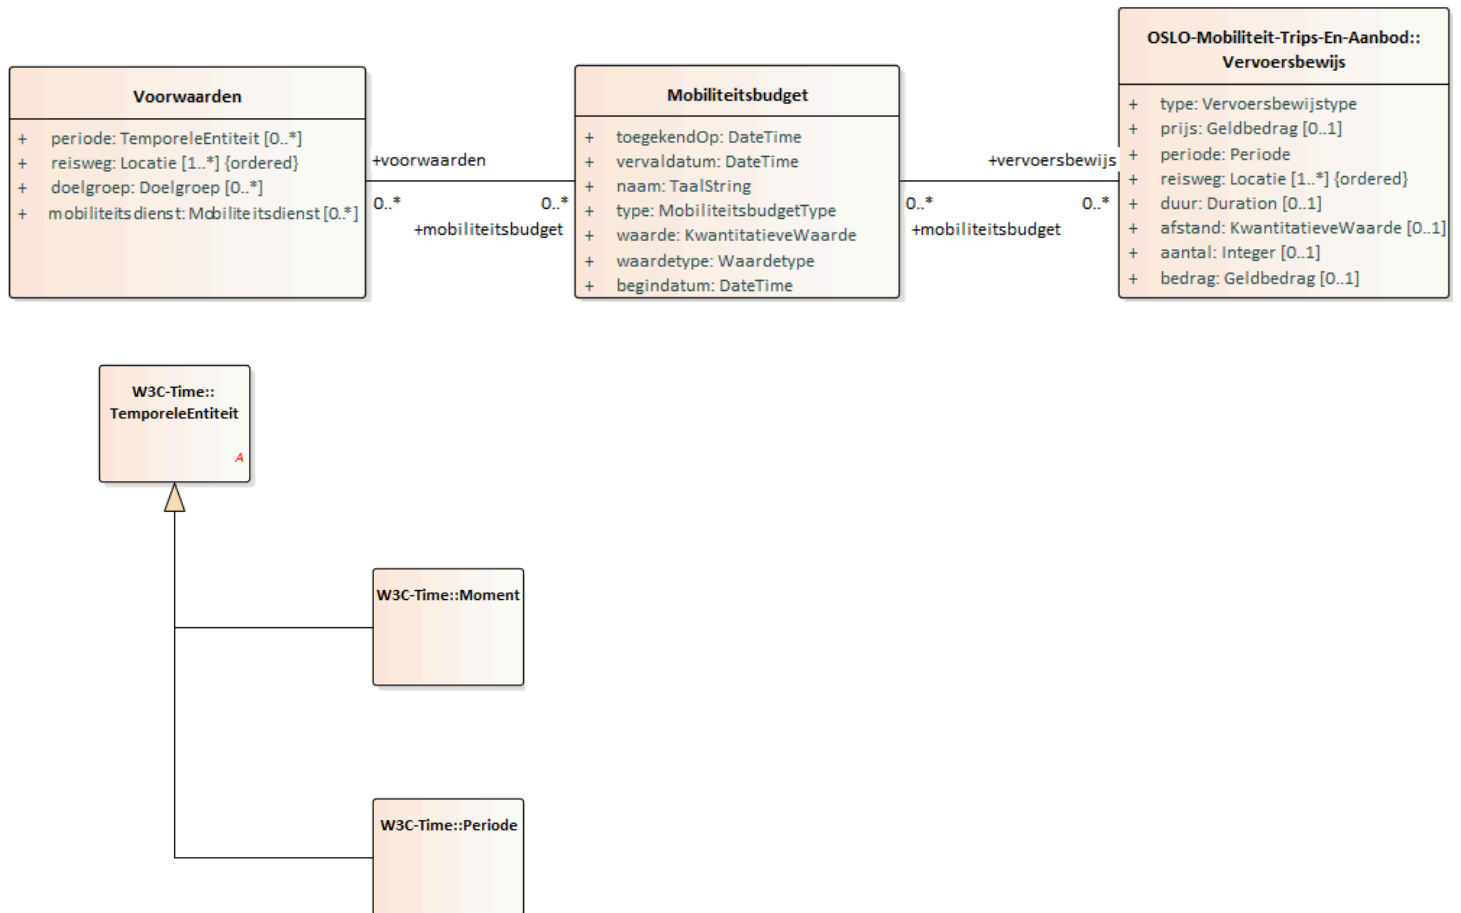 Voorwaarden
+ periode: TemporeleEntiteit [0..*]
+ reisweg: Locatie [1..*] {ordered}
+ doelgroep: Doelgroep [0..*]
+ mobiliteitsdienst: Mobiliteitsdienst [0..*]
+voorwaarden
0..*
0..*
+mobiliteitsbudget
Mobiliteitsbudget
+ toegekendOp: DateTime
+ vervaldatum: DateTime
+ naam: TaalString
+ type: MobiliteitsbudgetType
+ waarde: KwantitatieveWaarde
+ waardetype: Waardetype
+ begindatum: DateTime
+vervoersbewijs
0..*
0..*
+mobiliteitsbudget
OSLO-Mobiliteit-Trips-En-Aanbod::
Vervoersbewijs
+ type: Vervoersbewijstype
+ prijs: Geldbedrag [0..1]
+ periode: Periode
+ reisweg: Locatie [1..*] {ordered}
+ duur: Duration [0..1]
+ afstand: KwantitatieveWaarde [0..1]
+ aantal: Integer [0..1]
+ bedrag: Geldbedrag [0..1]
W3C-Time::
TemporeleEntiteit
A
W3C-Time::Moment
W3C-Time::Periode